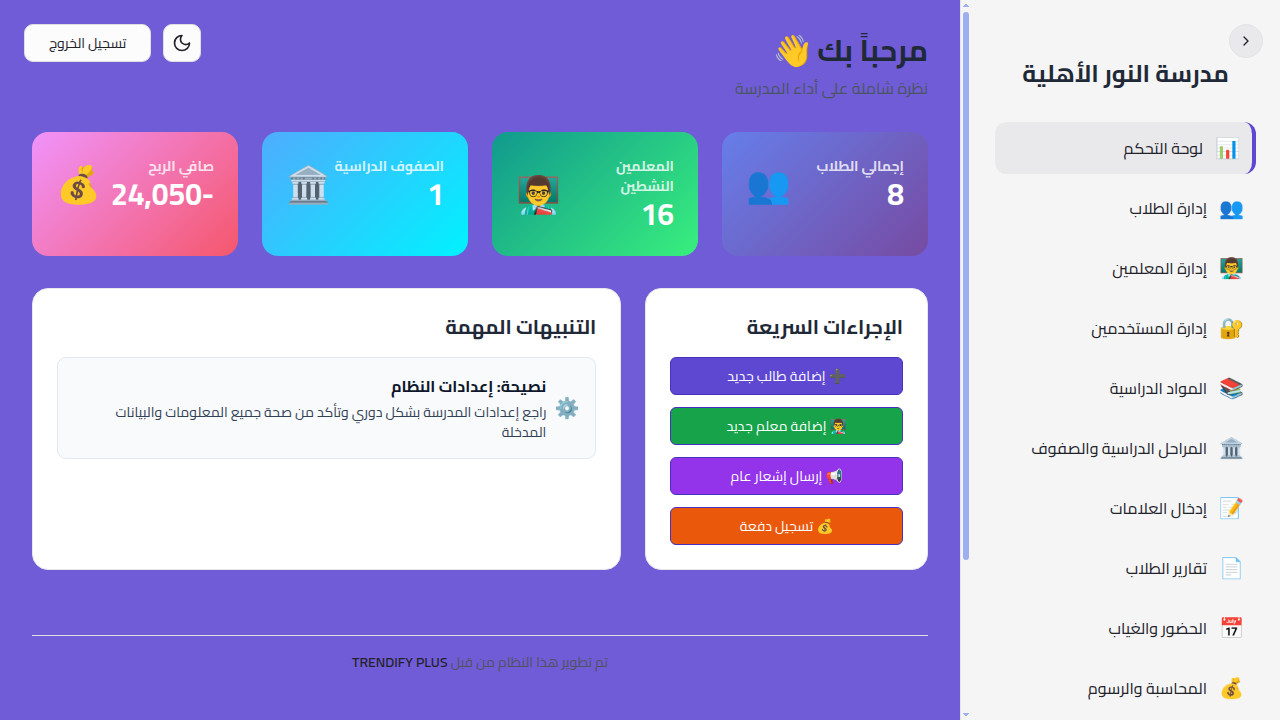 مدرسة النور الأهلية
لوحة التحكم
إدارة الطلاب
إدارة المعلمين
إدارة المستخدمين
المواد الدراسية
المراحل الدراسية والصفوف
إدخال العلامات
تقارير الطلاب
الحضور والغياب
المحاسبة والرسوم
مرحباً بك
نظرة شاملة على أداء المدرسة
تسجيل الخروج
إجمالي الطلاب
8
المعلمين
النشطين
16
الصفوف الدراسية
1
صافي الربح
-24,050
الإجراءات السريعة
إضافة طالب جديد
إضافة معلم جديد
إرسال إشعار عام
تسجيل دفعة
التنبيهات المهمة
نصيحة: إعدادات النظام
راجع إعدادات المدرسة بشكل دوري وتأكد من صحة جميع المعلومات والبيانات
المدخلة
تم تطوير هذا النظام من قبل TRENDIFY PLUS